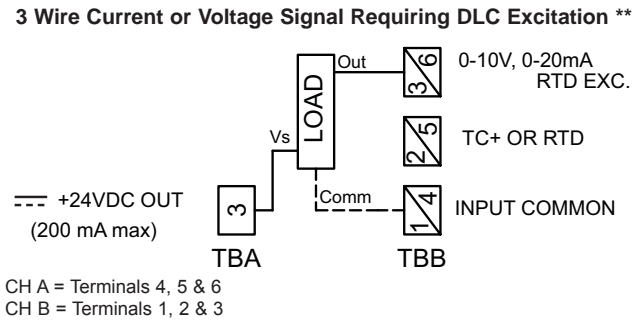 3 Wire Current or Voltage Signal Requiring DLC Excitation **
Out
3/6
0-10V, 0-20mA
RTD EXC.
LOAD
Vs
2/5
TC+ OR RTD
+24VDC OUT
(200 mA max)
3
Comm
1/4
INPUT COMMON
TBA
TBB
CH A = Terminals 4, 5 & 6
CH B = Terminals 1, 2 & 3